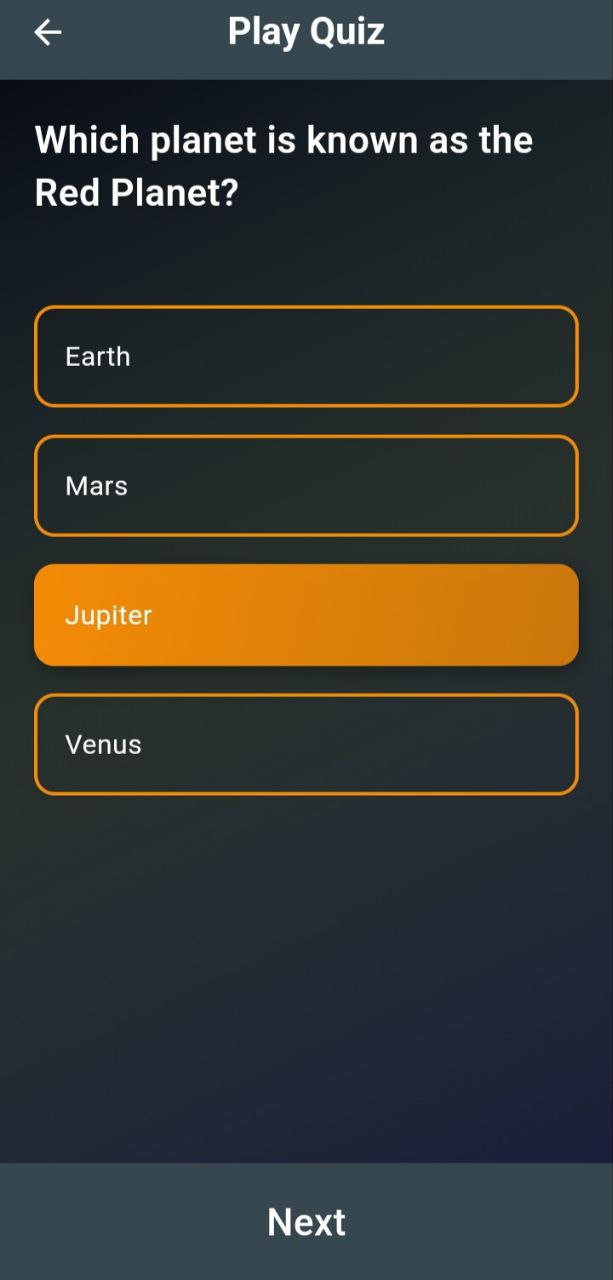 Play Quiz
Which planet is known as the
Red Planet?
Earth
Mars
Jupiter
Venus
Next